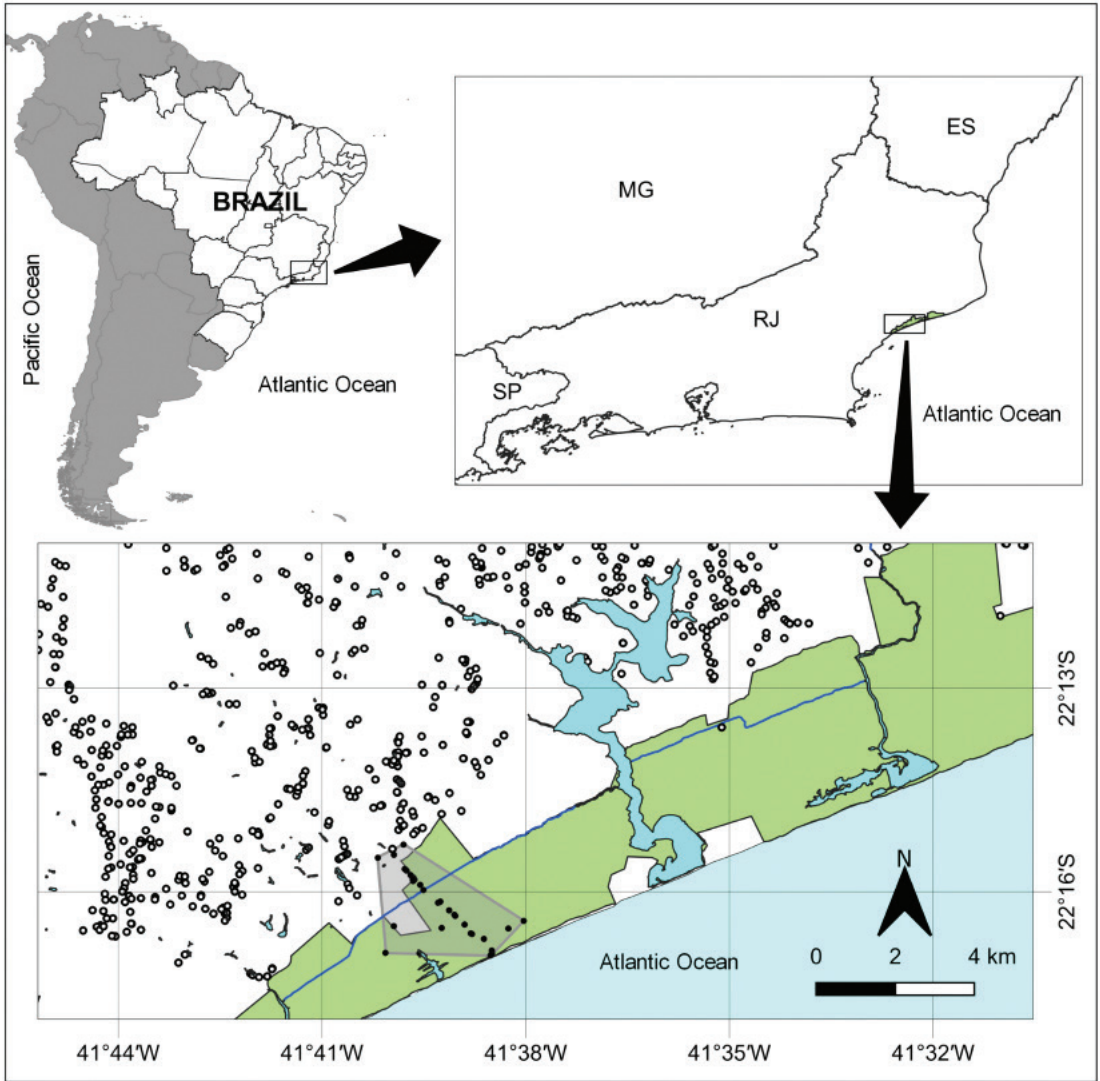 BRAZIL
Pacific Ocean
Atlantic Ocean
MG
ES
RJ
SP
Atlantic Ocean
22°13'S
22°16'S
N
0 2 4 km
Atlantic Ocean
41°44'W 41°41'W 41°38'W 41°35'W 41°32'W